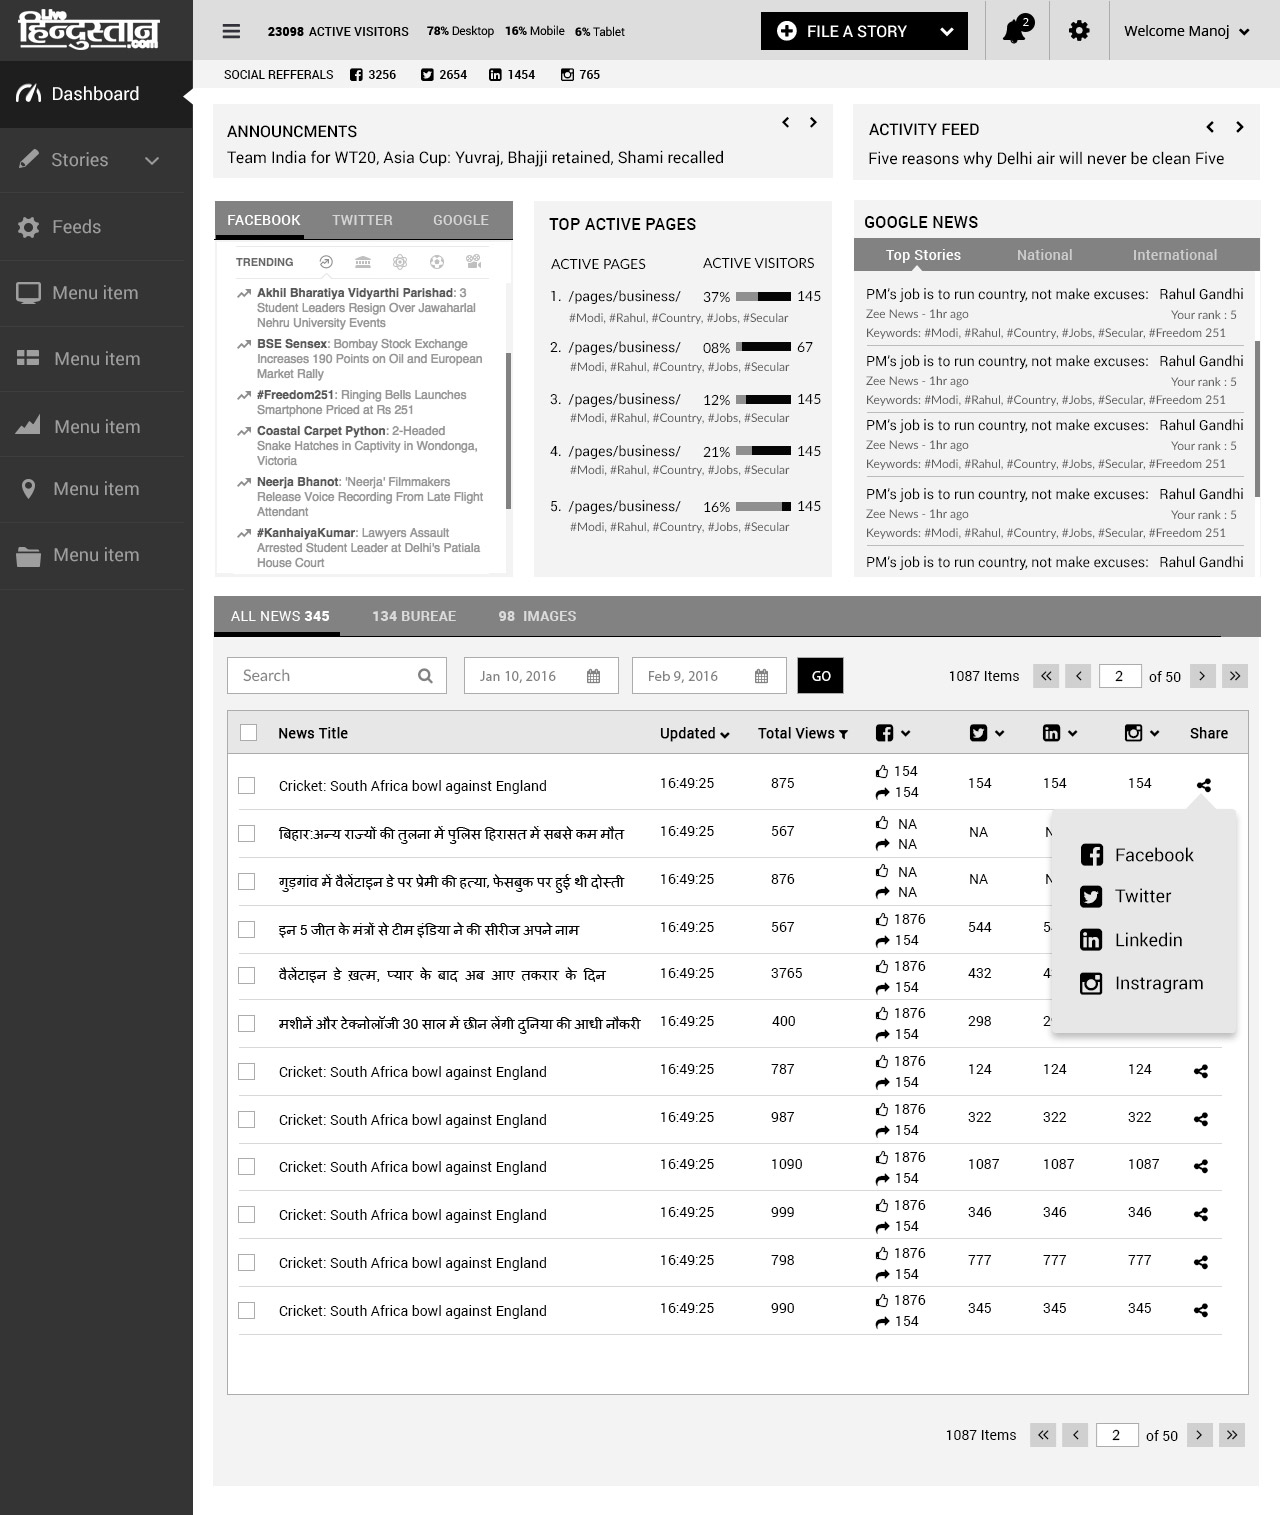 Live
हिन्दुस्तान
.com
23098 ACTIVE VISITORS 78% Desktop 16% Mobile 6% Tablet
FILE A STORY
2
Welcome Manoj
SOCIAL REFFERALS 3256 2654 1454 765
Dashboard
Stories
Feeds
Menu item
Menu item
Menu item
Menu item
Menu item
ANNOUNCMENTS
Team India for WT20, Asia Cup: Yuvraj, Bhajji retained, Shami recalled
ACTIVITY FEED
Five reasons why Delhi air will never be clean Five
FACEBOOK TWITTER GOOGLE
TRENDING
Akhil Bharatiya Vidyarthi Parishad: 3
Student Leaders Resign Over Jawaharlal
Nehru University Events
BSE Sensex: Bombay Stock Exchange
Increases 190 Points on Oil and European
Market Rally
#Freedom251: Ringing Bells Launches
Smartphone Priced at Rs 251
Coastal Carpet Python: 2-Headed
Snake Hatches in Captivity in Wondonga,
Victoria
Neerja Bhanot: 'Neerja' Filmmakers
Release Voice Recording From Late Flight
Attendant
#KanhaiyaKumar: Lawyers Assault
Arrested Student Leader at Delhi's Patiala
House Court
TOP ACTIVE PAGES
ACTIVE PAGES ACTIVE VISITORS
1. /pages/business/ 37% 145
#Modi, #Rahul, #Country, #Jobs, #Secular
2. /pages/business/ 08% 67
#Modi, #Rahul, #Country, #Jobs, #Secular
3. /pages/business/ 12% 145
#Modi, #Rahul, #Country, #Jobs, #Secular
4. /pages/business/ 21% 145
#Modi, #Rahul, #Country, #Jobs, #Secular
5. /pages/business/ 16% 145
#Modi, #Rahul, #Country, #Jobs, #Secular
GOOGLE NEWS
Top Stories National International
PM's job is to run country, not make excuses: Rahul Gandhi
Zee News - 1hr ago Your rank : 5
Keywords: #Modi, #Rahul, #Country, #Jobs, #Secular, #Freedom 251
PM's job is to run country, not make excuses: Rahul Gandhi
Zee News - 1hr ago Your rank : 5
Keywords: #Modi, #Rahul, #Country, #Jobs, #Secular, #Freedom 251
PM's job is to run country, not make excuses: Rahul Gandhi
Zee News - 1hr ago Your rank : 5
Keywords: #Modi, #Rahul, #Country, #Jobs, #Secular, #Freedom 251
PM's job is to run country, not make excuses: Rahul Gandhi
Zee News - 1hr ago Your rank : 5
Keywords: #Modi, #Rahul, #Country, #Jobs, #Secular, #Freedom 251
PM's job is to run country, not make excuses: Rahul Gandhi
ALL NEWS 345 134 BUREAE 98 IMAGES
Search Jan 10, 2016 Feb 9, 2016 GO 1087 Items 2 of 50
News Title Updated Total Views Share
Cricket: South Africa bowl against England 16:49:25 875 154 154 154 154
154
बिहार:अन्य राज्यों की तुलना में पुलिस हिरासत में सबसे कम मौत 16:49:25 567 NA NA
NA
गुड़गांव में वैलेंटाइन डे पर प्रेमी की हत्या, फेसबुक पर हुई थी दोस्ती 16:49:25 876 NA NA
NA
इन 5 जीत के मंत्रों से टीम इंडिया ने की सीरीज अपने नाम 16:49:25 567 1876 544
154
वैलेंटाइन डे ख़त्म, प्यार के बाद अब आए तकरार के दिन 16:49:25 3765 1876 432
154
मशीनें और टेक्नोलॉजी 30 साल में छीन लेंगी दुनिया की आधी नौकरी 16:49:25 400 1876 298
154
Facebook
Twitter
Linkedin
Instragram
Cricket: South Africa bowl against England 16:49:25 787 1876 124 124 124
154
Cricket: South Africa bowl against England 16:49:25 987 1876 322 322 322
154
Cricket: South Africa bowl against England 16:49:25 1090 1876 1087 1087 1087
154
Cricket: South Africa bowl against England 16:49:25 999 1876 346 346 346
154
Cricket: South Africa bowl against England 16:49:25 798 1876 777 777 777
154
Cricket: South Africa bowl against England 16:49:25 990 1876 345 345 345
154
1087 Items 2 of 50